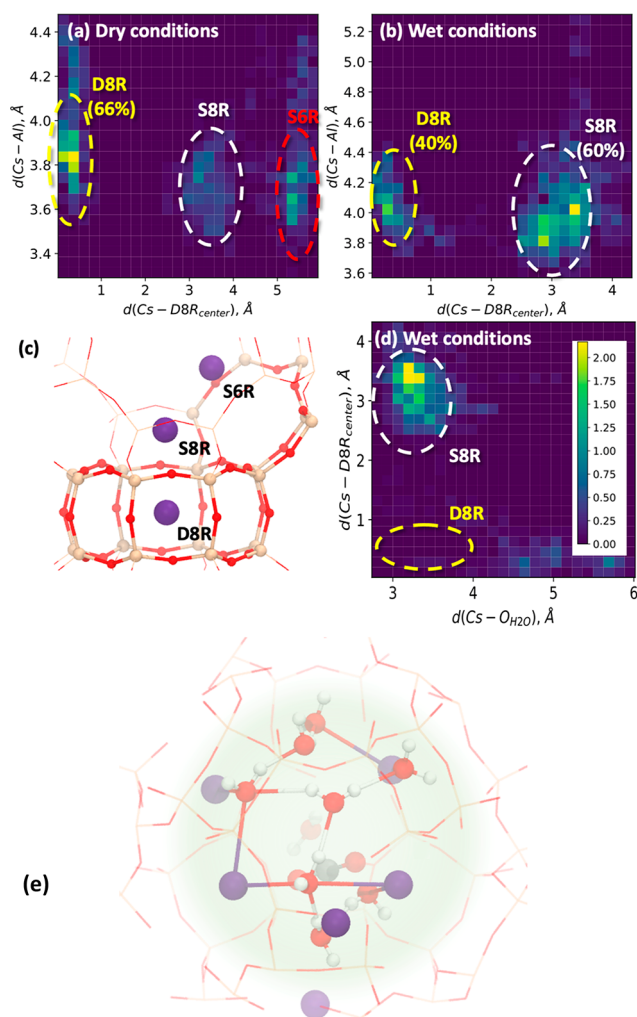 (a) Dry conditions
D8R
(66%)
S8R
S6R
d(Cs – Al), Å
4.4
4.2
4.0
3.8
3.6
3.4
1
2
3
4
5
d(Cs – D8Rcenter), Å
(b) Wet conditions
D8R
(40%)
S8R
(60%)
d(Cs – Al), Å
5.2
5.0
4.8
4.6
4.4
4.2
4.0
3.8
3.6
1
2
3
4
d(Cs – D8Rcenter), Å
(c)
S6R
S8R
D8R
(d) Wet conditions
S8R
D8R
d(Cs – D8Rcenter), Å
4
3
2
1
2.00
1.75
1.50
1.25
1.00
0.75
0.50
0.25
0.00
3
4
5
6
d(Cs – OH2O), Å
(e)